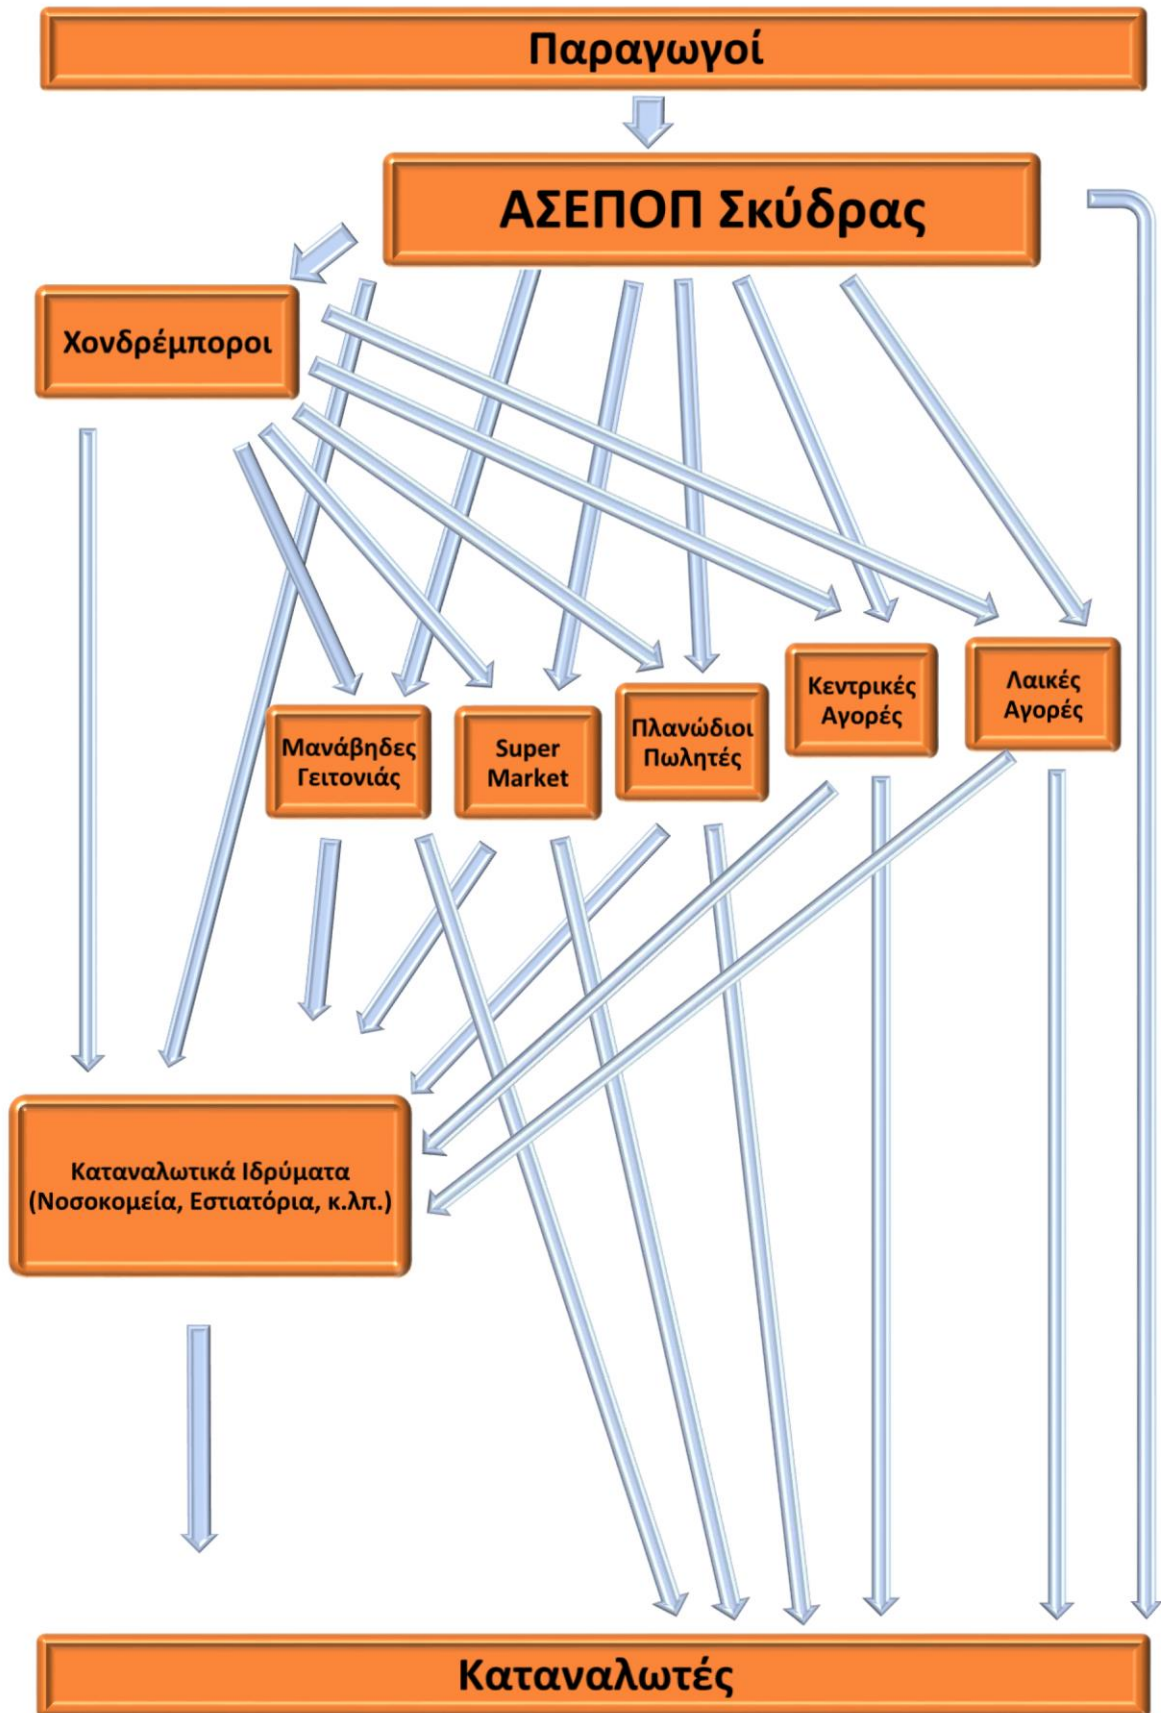 Παραγωγοί
ΑΣΕΠΟΠ Σκύδρας
Χονδρέμποροι
Κεντρικές
Αγορές
Λαικές
Αγορές
Μανάβηδες
Γειτονιάς
Super
Market
Πλανώδιοι
Πωλητές
Καταναλωτικά Ιδρύματα
(Νοσοκομεία, Εστιατόρια, κ.λπ.)
Καταναλωτές